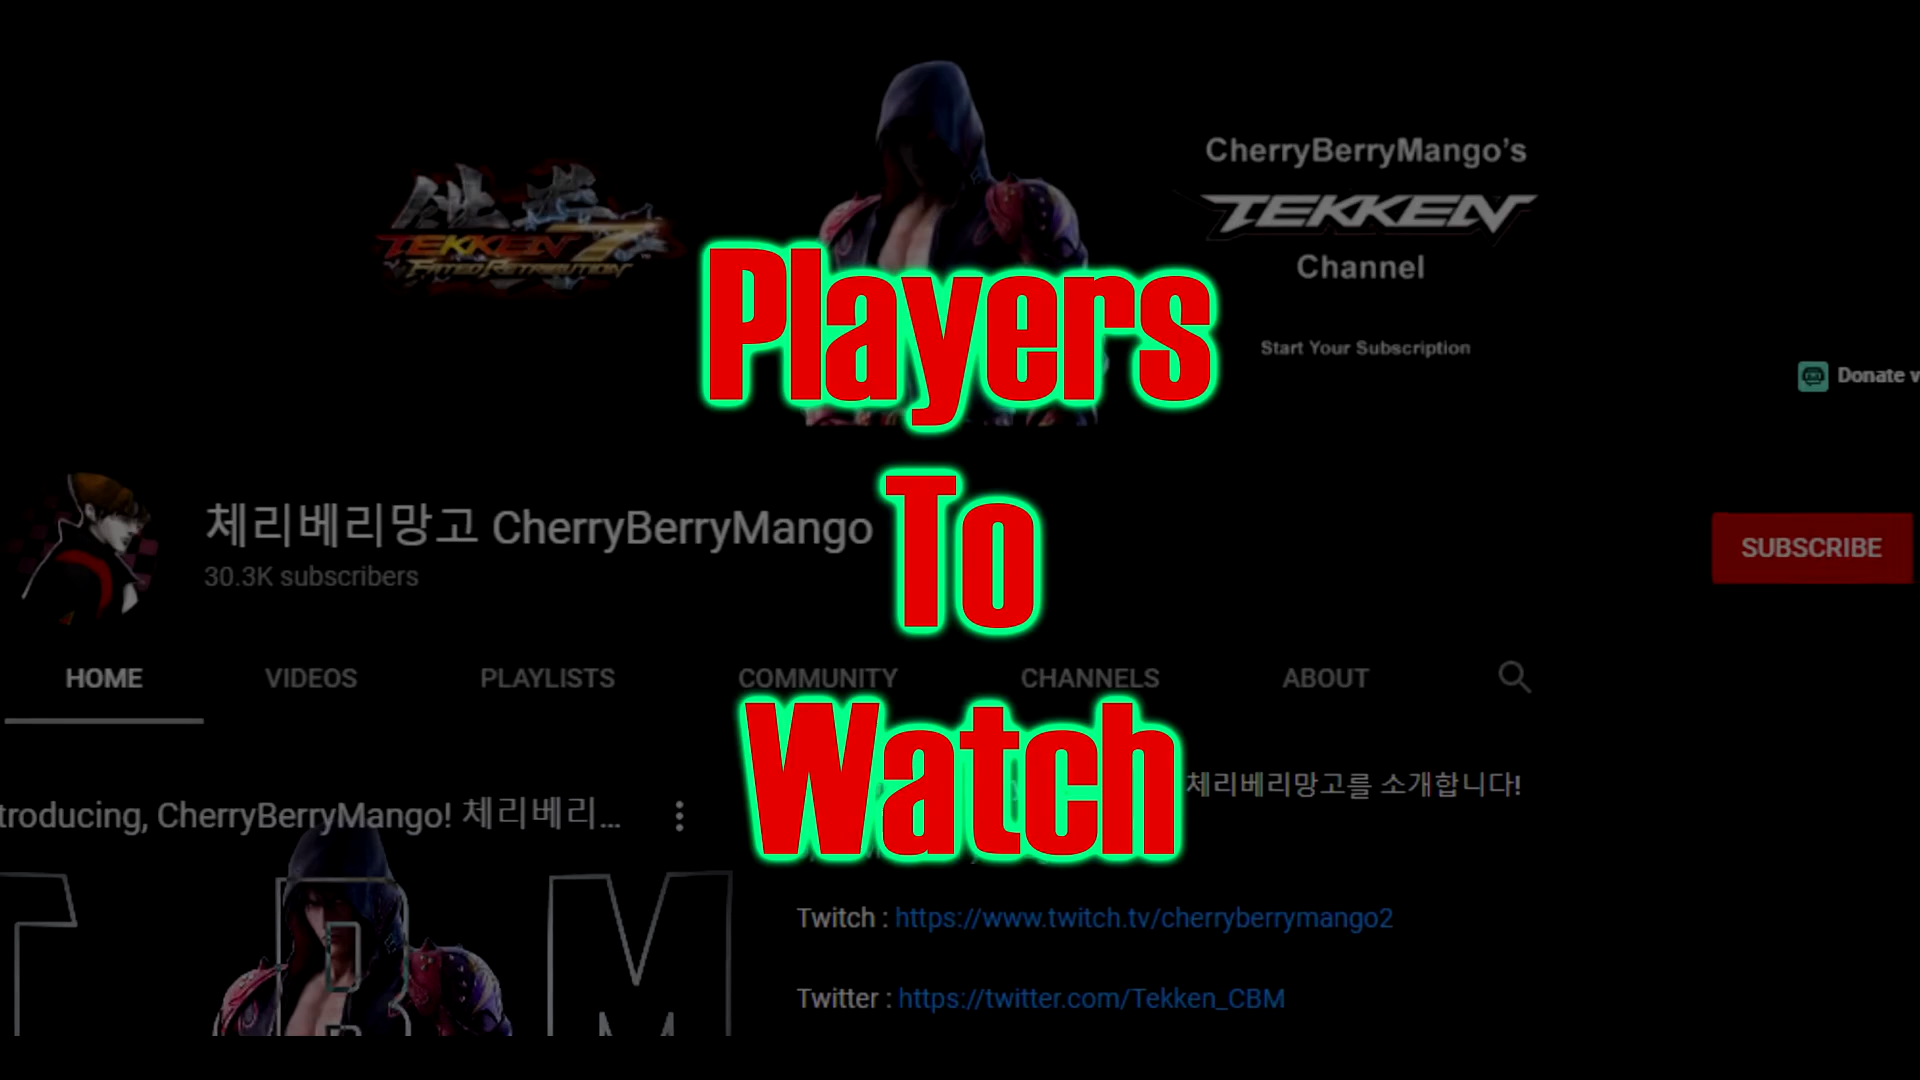 CherryBerryMango's
鉄拳
TEKKEN 7
FATED RETRIBUTION
TEKKEN
Channel
Players
Start Your Subscription
Donate v
체리베리망고 CherryBerryMango
30.3K subscribers
To
SUBSCRIBE
HOME VIDEOS PLAYLISTS COMMUNITY CHANNELS ABOUT
Watch
체리베리망고를 소개합니다!
troducing, CherryBerryMango! 체리베리...
B M
Twitch : https://www.twitch.tv/cherryberrymango2
Twitter : https://twitter.com/Tekken_CBM